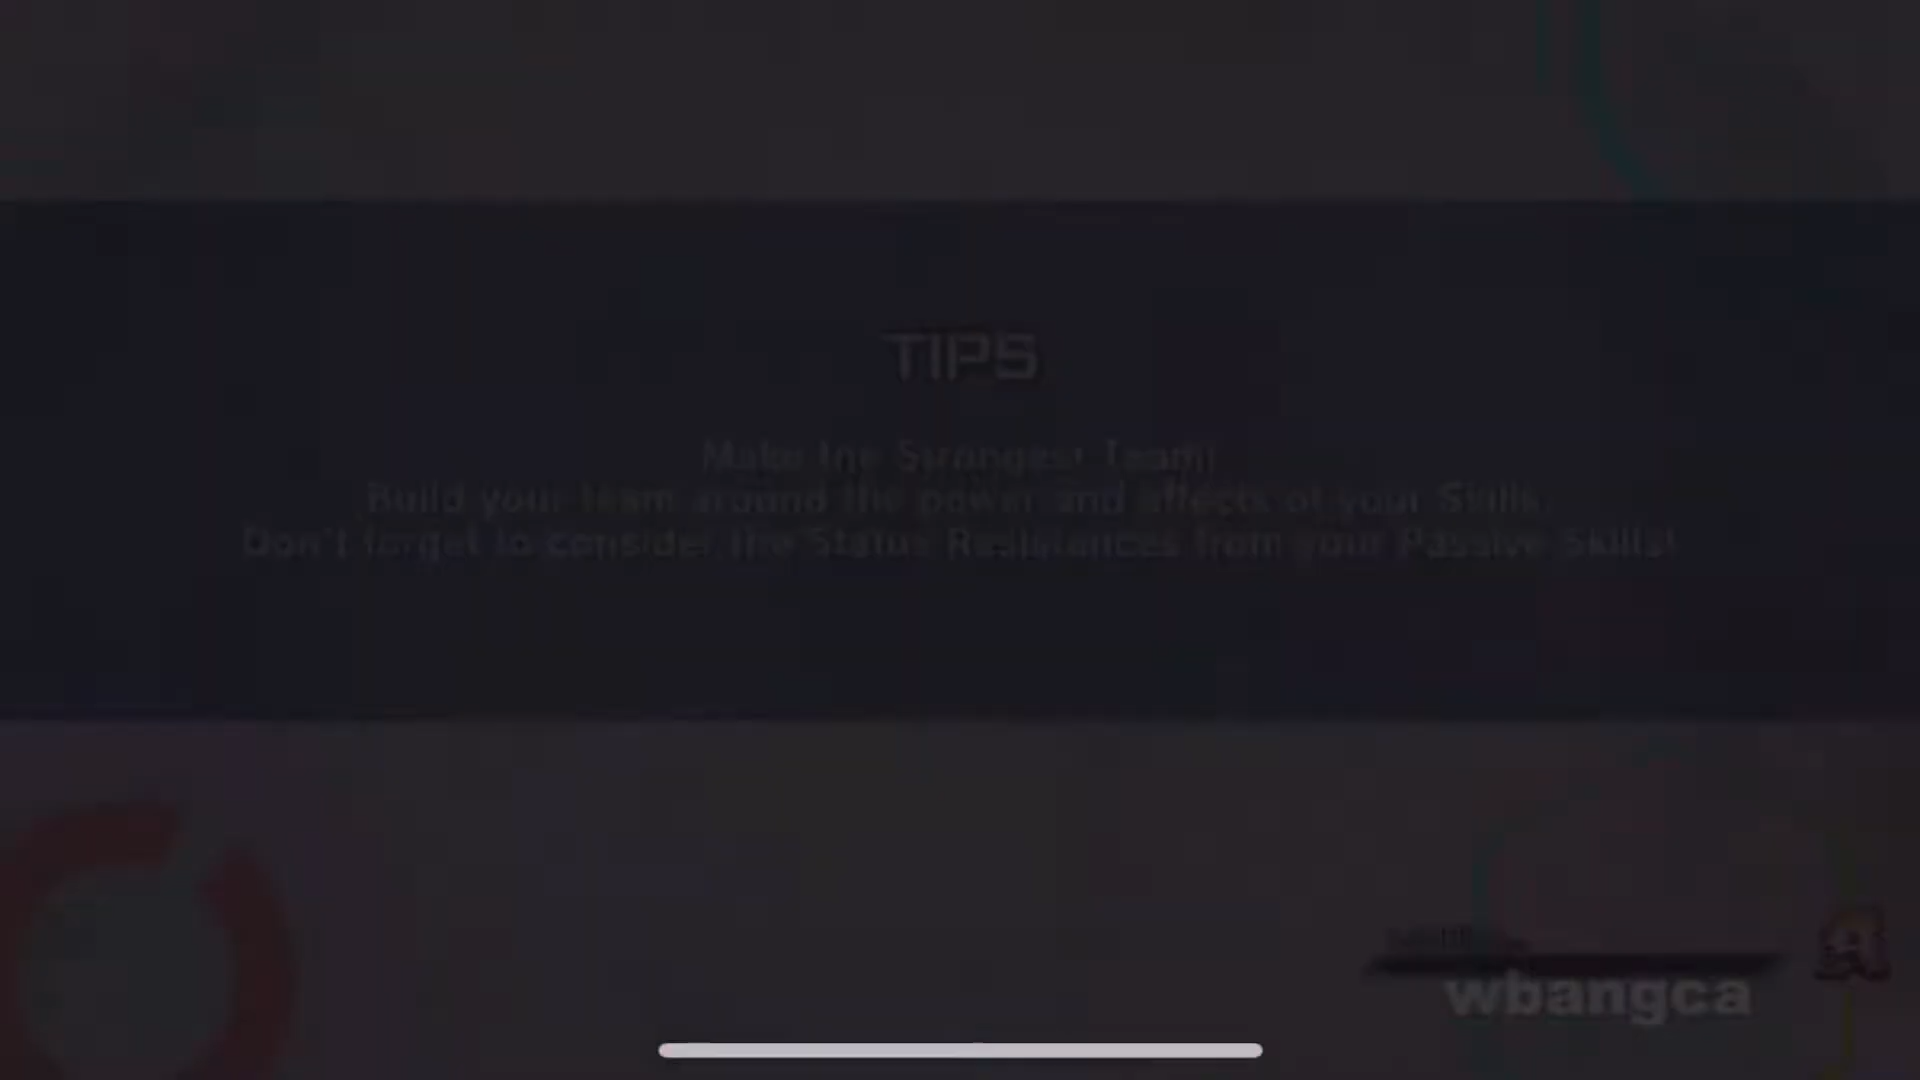 TIPS
Make the Strongest Team!
Build your team around the power and effects of your Skills.
Don't forget to consider the Status Resistances from your Passive Skills!
wbangca